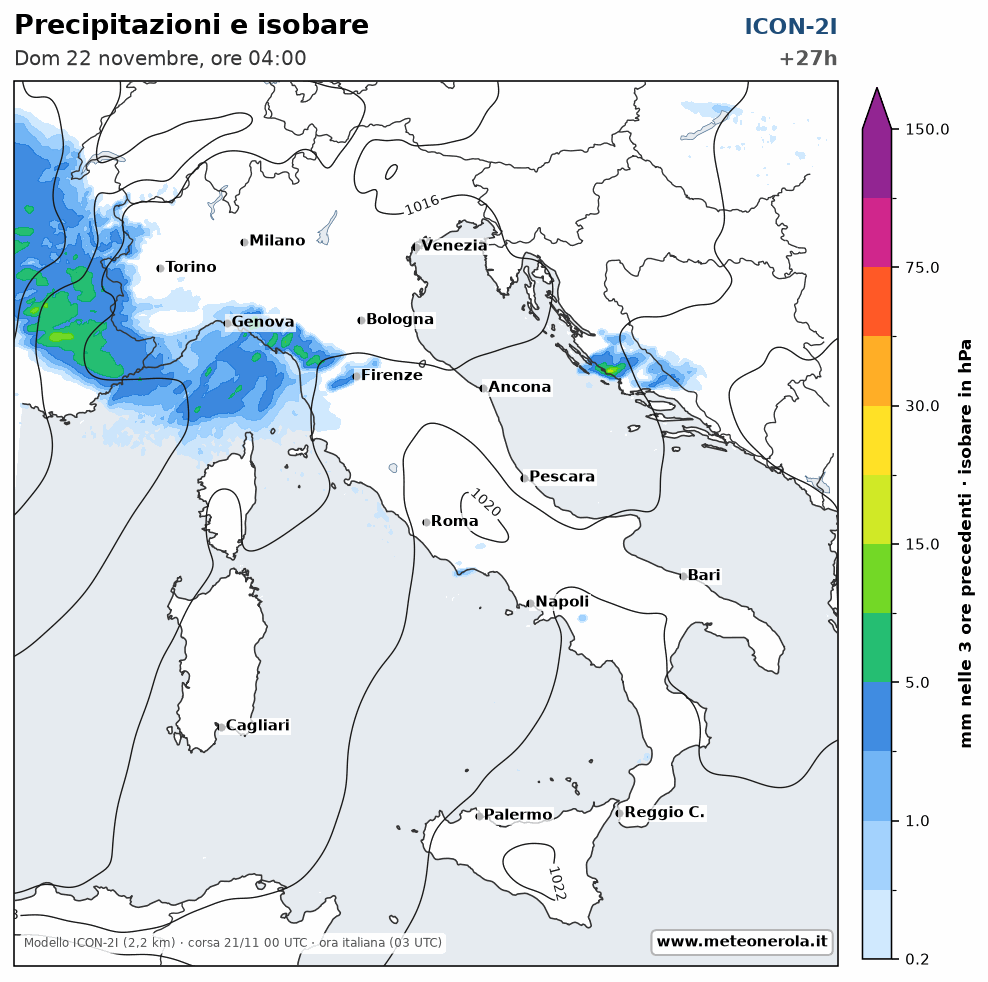 Precipitazioni e isobare
ICON-2I
Dom 22 novembre, ore 04:00
+27h
150.0
75.0
30.0
15.0
5.0
1.0
0.2
mm nelle 3 ore precedenti · isobare in hPa
1016
Milano
Venezia
Torino
Genova
Bologna
Firenze
Ancona
Pescara
1020
Roma
Bari
Napoli
Cagliari
Palermo
Reggio C.
1022
8
Modello ICON-2I (2,2 km) · corsa 21/11 00 UTC · ora italiana (03 UTC)
www.meteonerola.it